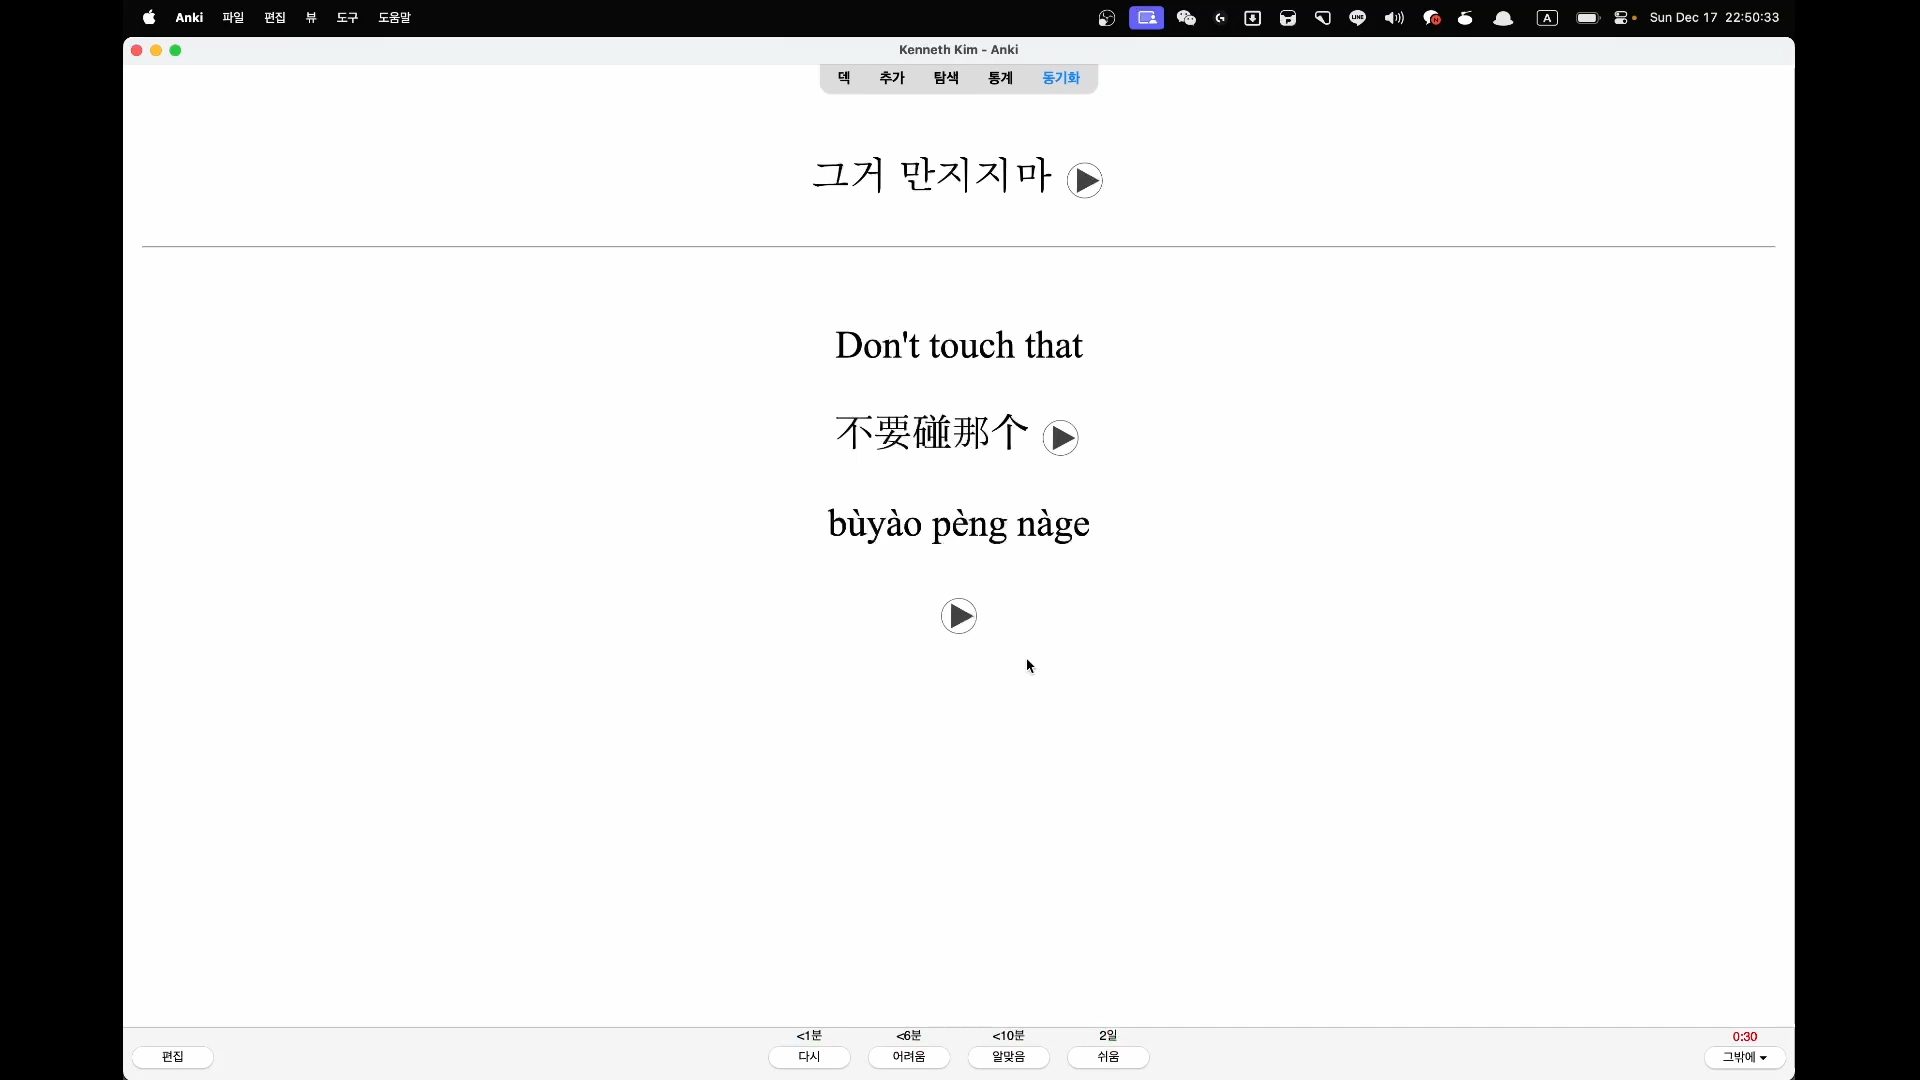 Anki 파일 편집 뷰 도구 도움말 A Sun Dec 17 22:50:33
Kenneth Kim - Anki
덱 추가 탐색 통계 동기화
그거 만지지마
Don't touch that
不要碰那个
bùyào pèng nàge
<1분 <6분 <10분 2일 0:30
편집 다시 어려움 알맞음 쉬움 그밖에